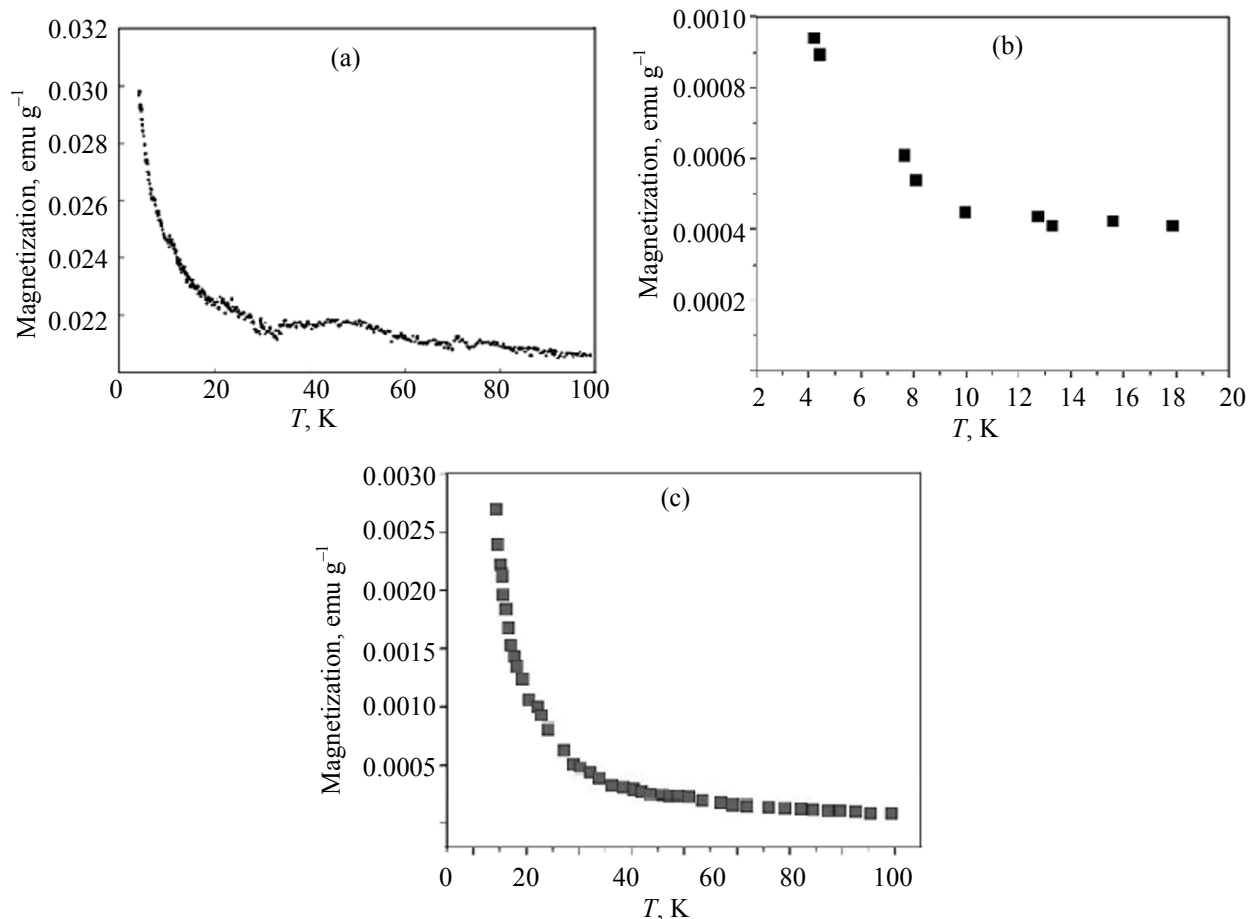 (a)
Magnetization, emu g⁻¹
0.032
0.030
0.028
0.026
0.024
0.022
0 20 40 60 80 100
T, K
(b)
Magnetization, emu g⁻¹
0.0010
0.0008
0.0006
0.0004
0.0002
2 4 6 8 10 12 14 16 18 20
T, K
(c)
Magnetization, emu g⁻¹
0.0030
0.0025
0.0020
0.0015
0.0010
0.0005
0 20 40 60 80 100
T, K